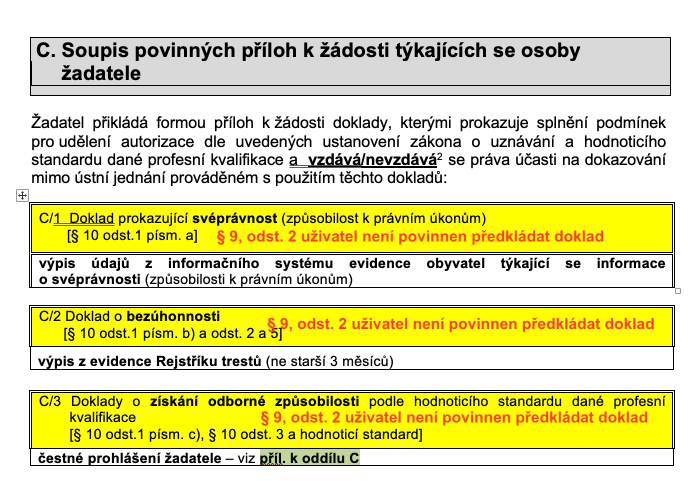 C. Soupis povinných příloh k žádosti týkajících se osoby
žadatele
Žadatel přikládá formou příloh k žádosti doklady, kterými prokazuje splnění podmínek
pro udělení autorizace dle uvedených ustanovení zákona o uznávání a hodnoticího
standardu dané profesní kvalifikace a vzdává/nevzdává² se práva účasti na dokazování
mimo ústní jednání prováděném s použitím těchto dokladů:
C/1 Doklad prokazující svéprávnost (způsobilost k právním úkonům)
[§ 10 odst.1 písm. a] § 9, odst. 2 uživatel není povinnen předkládat doklad
výpis údajů z informačního systému evidence obyvatel týkající se informace
o svéprávnosti (způsobilosti k právním úkonům)
C/2 Doklad o bezúhonnosti
§ 9, odst. 2 uživatel není povinnen předkládat doklad
[§ 10 odst.1 písm. b) a odst. 2 a 5]
výpis z evidence Rejstříku trestů (ne starší 3 měsíců)
C/3 Doklady o získání odborné způsobilosti podle hodnoticího standardu dané profesní
kvalifikace § 9, odst. 2 uživatel není povinnen předkládat doklad
[§ 10 odst.1 písm. c), § 10 odst. 3 a hodnoticí standard]
čestné prohlášení žadatele – viz příl. k oddílu C